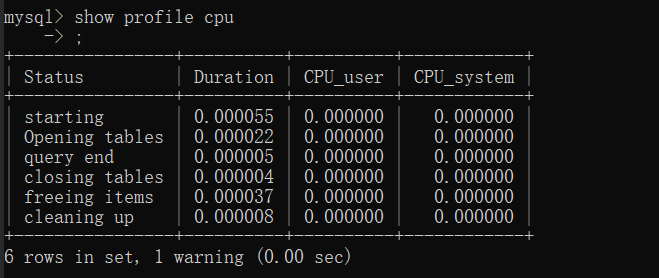 mysql> show profile cpu
    -> ;
+----------------+----------+----------+------------+
| Status         | Duration | CPU_user | CPU_system |
+----------------+----------+----------+------------+
| starting       | 0.000055 | 0.000000 |   0.000000 |
| Opening tables | 0.000022 | 0.000000 |   0.000000 |
| query end      | 0.000005 | 0.000000 |   0.000000 |
| closing tables | 0.000004 | 0.000000 |   0.000000 |
| freeing items  | 0.000037 | 0.000000 |   0.000000 |
| cleaning up    | 0.000008 | 0.000000 |   0.000000 |
+----------------+----------+----------+------------+
6 rows in set, 1 warning (0.00 sec)